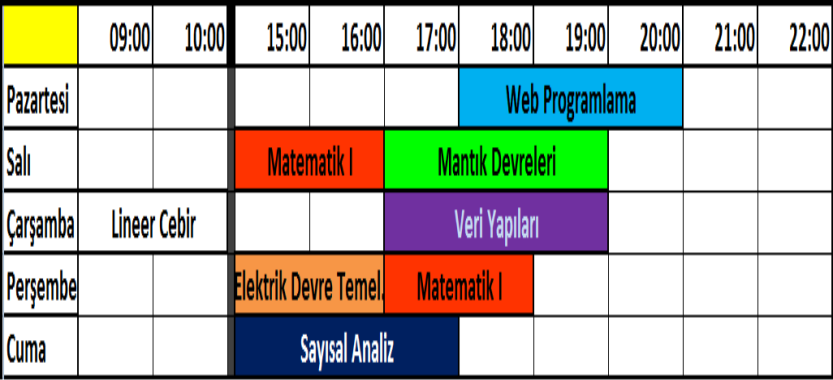 09:00 10:00 15:00 16:00 17:00 18:00 19:00 20:00 21:00 22:00
Pazartesi Web Programlama
Salı Matematik I Mantık Devreleri
Çarşamba Lineer Cebir Veri Yapıları
Perşembe Elektrik Devre Temel. Matematik I
Cuma Sayısal Analiz